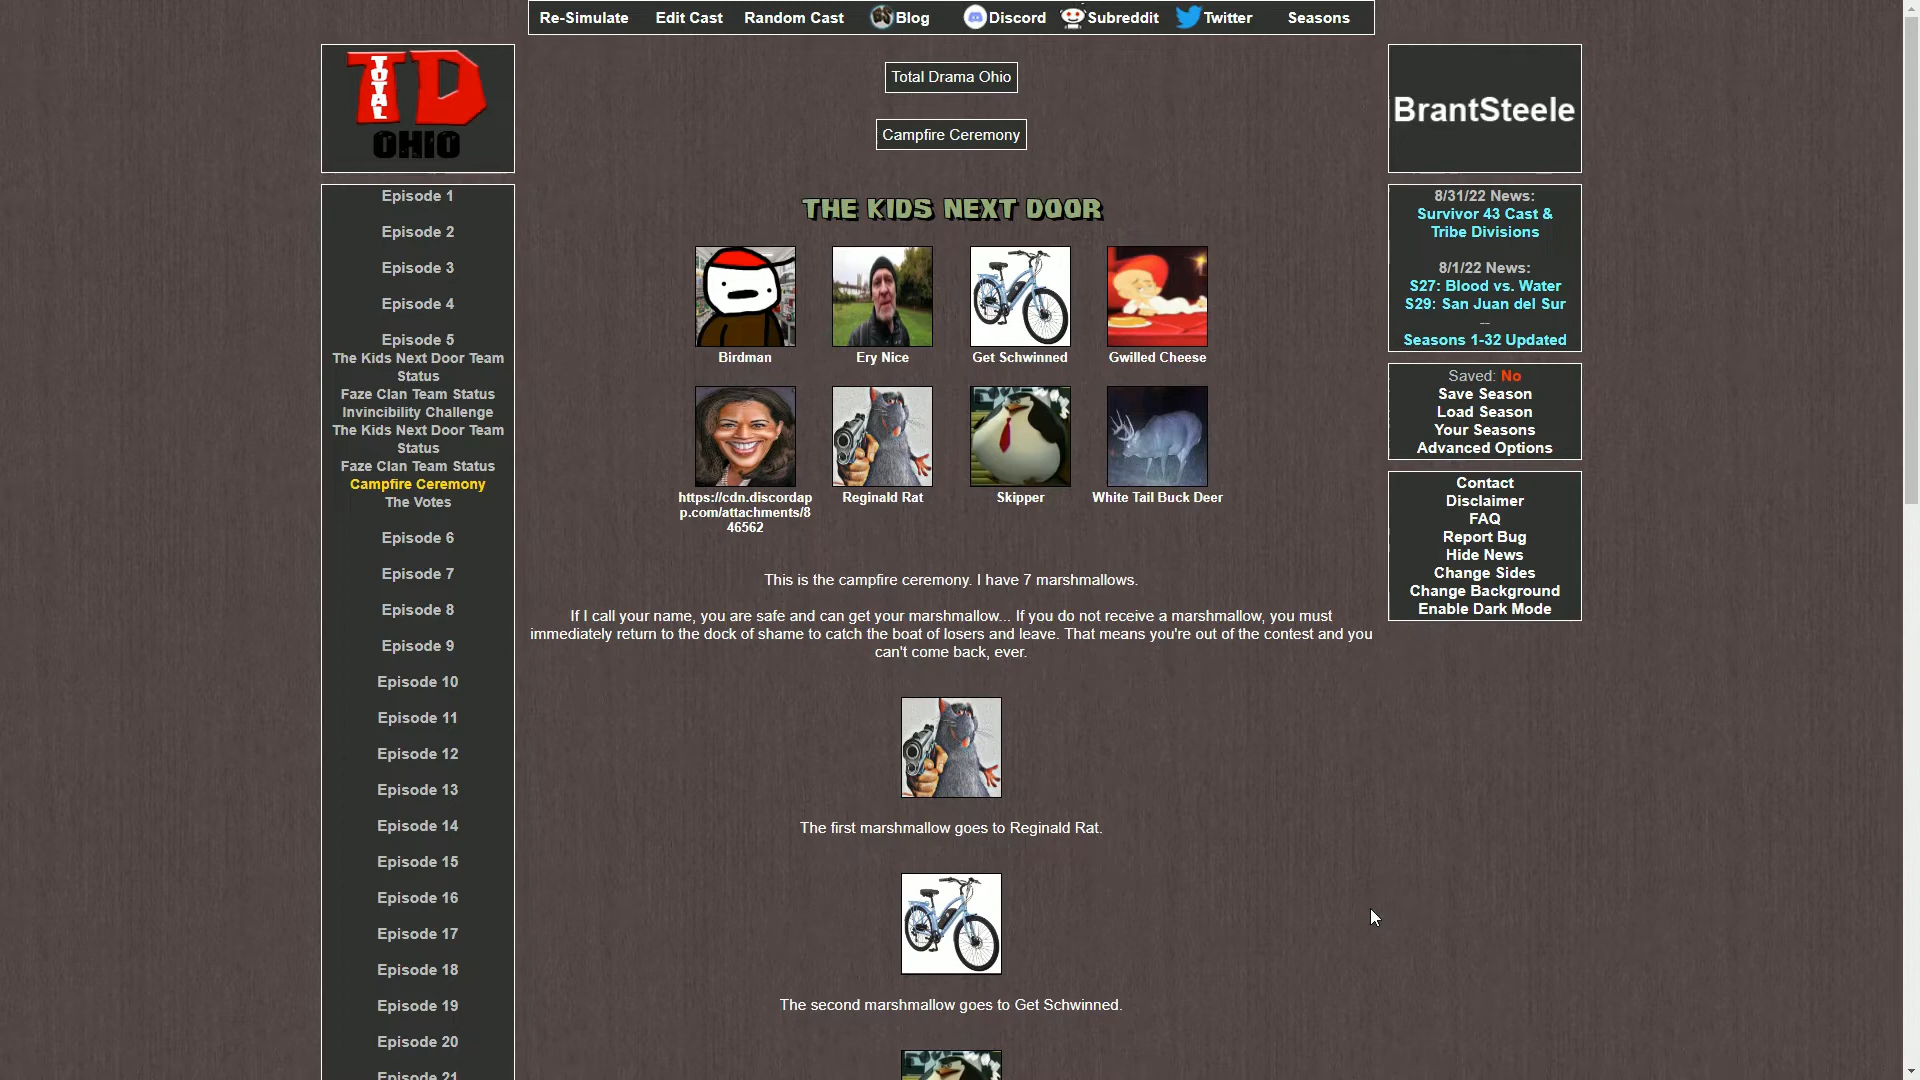 Re-Simulate Edit Cast Random Cast Blog Discord Subreddit Twitter Seasons
TD
TOTAL
OHIO
Episode 1
Episode 2
Episode 3
Episode 4
Episode 5
The Kids Next Door Team
Status
Faze Clan Team Status
Invincibility Challenge
The Kids Next Door Team
Status
Faze Clan Team Status
Campfire Ceremony
The Votes
Episode 6
Episode 7
Episode 8
Episode 9
Episode 10
Episode 11
Episode 12
Episode 13
Episode 14
Episode 15
Episode 16
Episode 17
Episode 18
Episode 19
Episode 20
Episode 21
Total Drama Ohio
Campfire Ceremony
THE KIDS NEXT DOOR
Birdman
Ery Nice
Get Schwinned
Gwilled Cheese
https://cdn.discordap
p.com/attachments/8
46562
Reginald Rat
Skipper
White Tail Buck Deer
This is the campfire ceremony. I have 7 marshmallows.
If I call your name, you are safe and can get your marshmallow... If you do not receive a marshmallow, you must
immediately return to the dock of shame to catch the boat of losers and leave. That means you're out of the contest and you
can't come back, ever.
The first marshmallow goes to Reginald Rat.
The second marshmallow goes to Get Schwinned.
BrantSteele
8/31/22 News:
Survivor 43 Cast &
Tribe Divisions
8/1/22 News:
S27: Blood vs. Water
S29: San Juan del Sur
--
Seasons 1-32 Updated
Saved: No
Save Season
Load Season
Your Seasons
Advanced Options
Contact
Disclaimer
FAQ
Report Bug
Hide News
Change Sides
Change Background
Enable Dark Mode